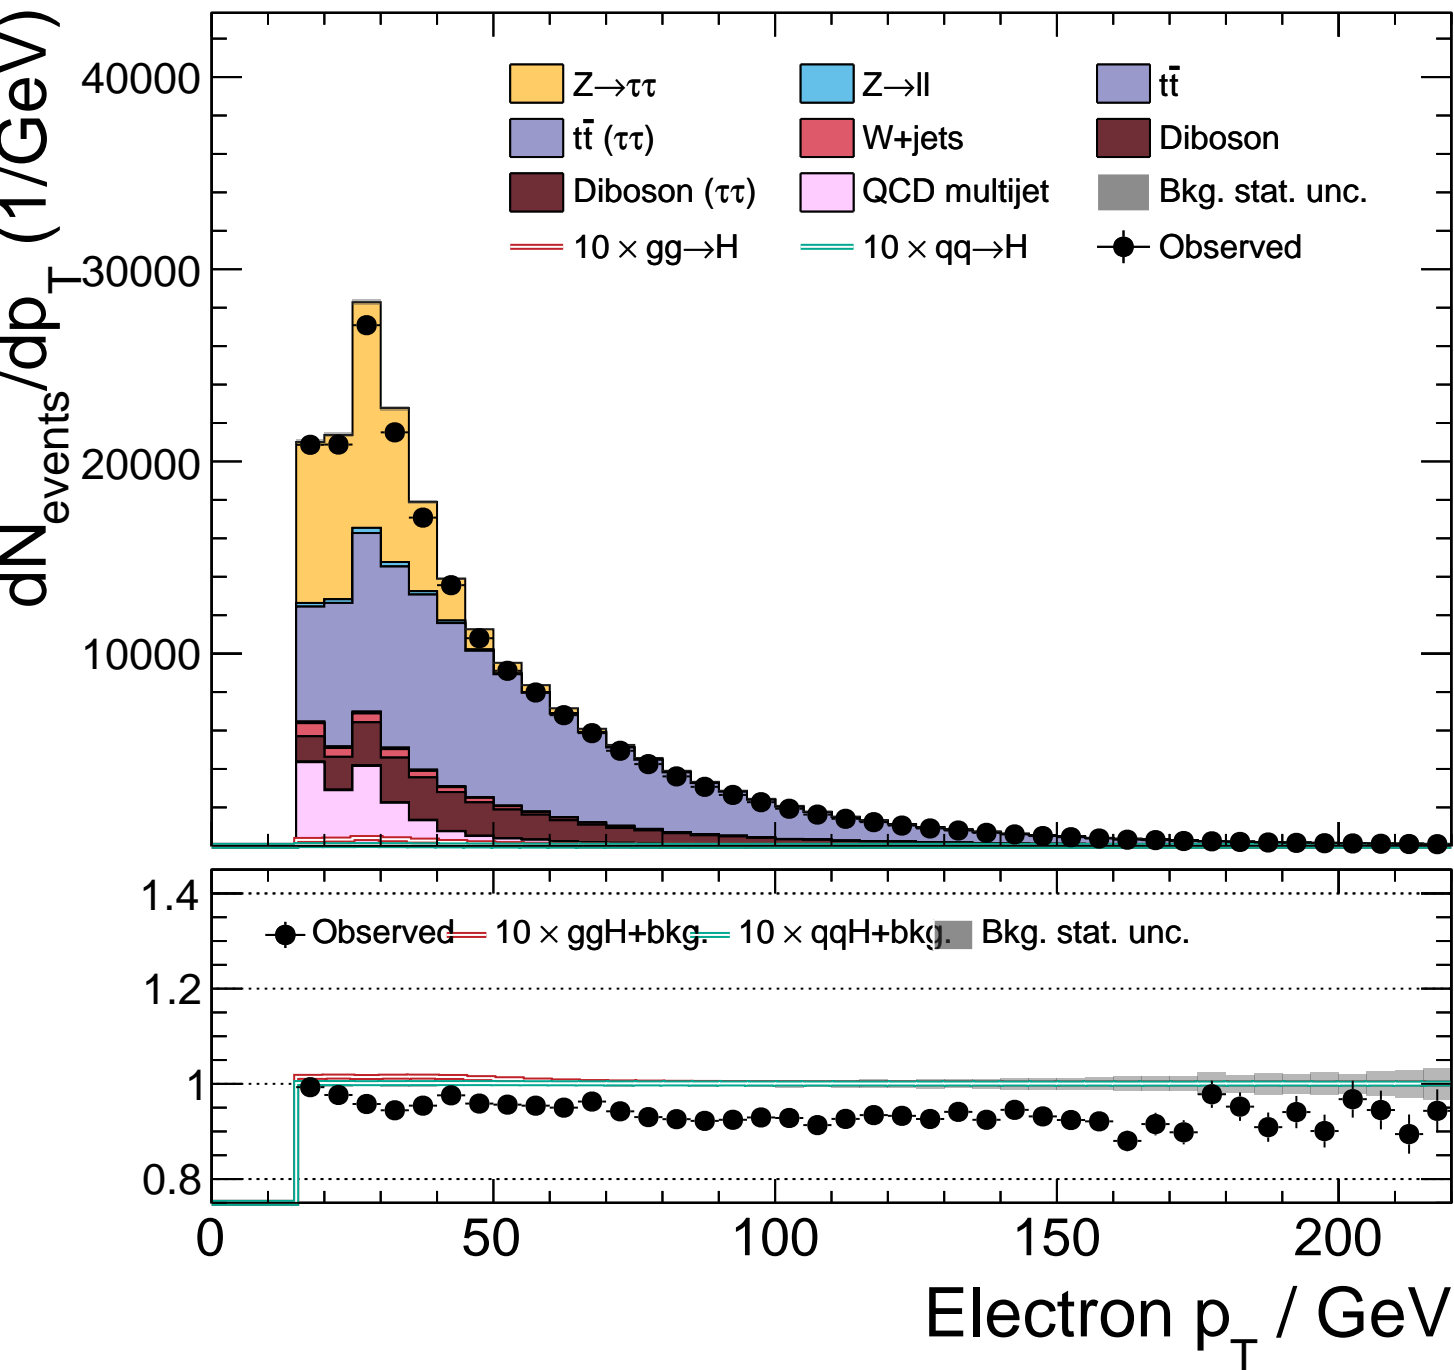 dN_events/dp_T (1/GeV)
40000
30000
20000
10000
Z→ττ Z→ll tt̄
tt̄ (ττ) W+jets Diboson
Diboson (ττ) QCD multijet Bkg. stat. unc.
10 × gg→H 10 × qq→H Observed
1.4
1.2
1
0.8
Observed 10 × ggH+bkg. 10 × qqH+bkg. Bkg. stat. unc.
0 50 100 150 200
Electron p_T / GeV